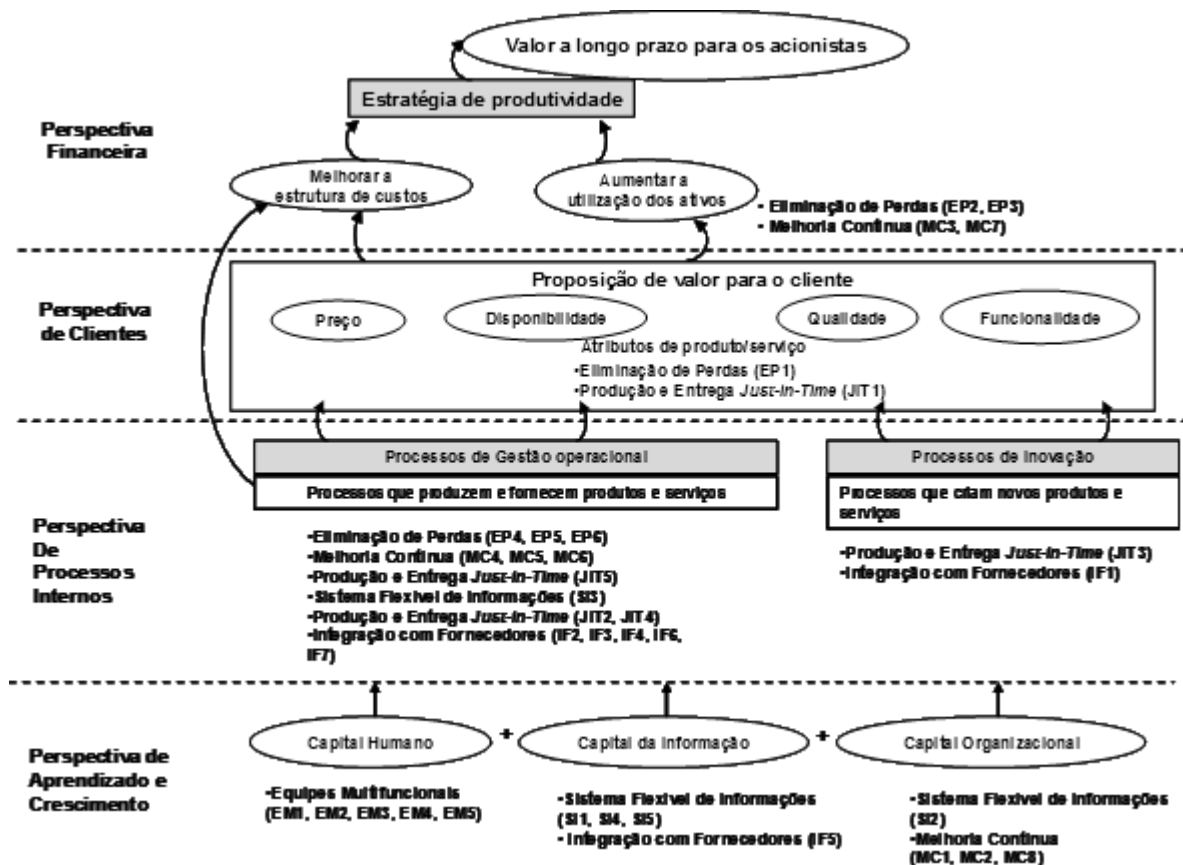 Valor a longo prazo para os acionistas
Estratégia de produtividade
Perspectiva
Financeira
Melhorar a
estrutura de custos
Aumentar a
utilização dos ativos
- Eliminação de Perdas (EP2, EP3)
- Melhoria Contínua (MC3, MC7)
Perspectiva
de Clientes
Proposição de valor para o cliente
Preço
Disponibilidade
Qualidade
Funcionalidade
Atributos de produto/serviço
•Eliminação de Perdas (EP1)
•Produção e Entrega Just-in-Time (JIT1)
Perspectiva
De
Processos
Internos
Processos de Gestão operacional
Processos que produzem e fornecem produtos e serviços
•Eliminação de Perdas (EP4, EP5, EP6)
•Melhoria Contínua (MC4, MC5, MC6)
•Produção e Entrega Just-in-Time (JIT5)
•Sistema Flexível de Informações (SI3)
•Produção e Entrega Just-in-Time (JIT2, JIT4)
•Integração com Fornecedores (IF2, IF3, IF4, IF6,
IF7)
Processos de Inovação
Processos que criam novos produtos e
serviços
•Produção e Entrega Just-in-Time (JIT3)
•Integração com Fornecedores (IF1)
Perspectiva de
Aprendizado e
Crescimento
Capital Humano
+
Capital da Informação
+
Capital Organizacional
•Equipes Multifuncionais
(EM1, EM2, EM3, EM4, EM5)
•Sistema Flexível de Informações
(SI1, SI4, SI5)
• Integração com Fornecedores (IF5)
•Sistema Flexível de Informações
(SI2)
•Melhoria Contínua
(MC1, MC2, MC8)